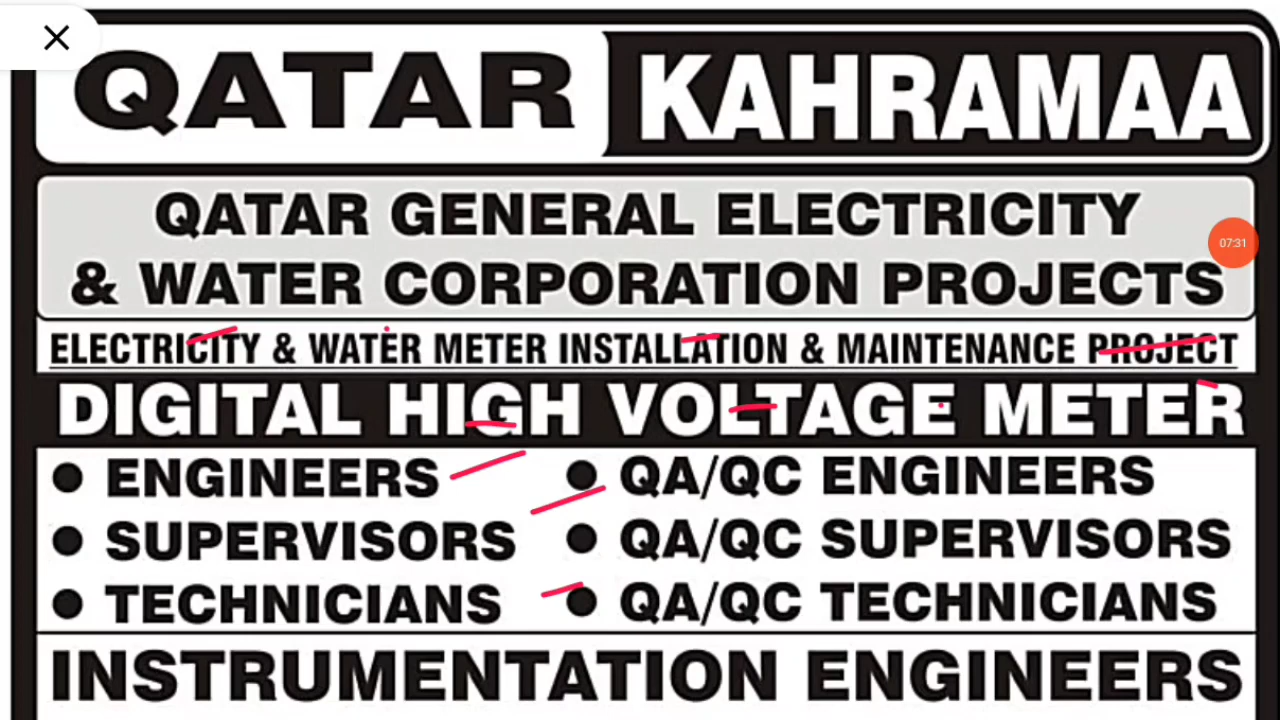 QATAR KAHRAMAA
QATAR GENERAL ELECTRICITY
& WATER CORPORATION PROJECTS
07:31
ELECTRICITY & WATER METER INSTALLATION & MAINTENANCE PROJECT
DIGITAL HIGH VOLTAGE METER
• ENGINEERS • QA/QC ENGINEERS
• SUPERVISORS • QA/QC SUPERVISORS
• TECHNICIANS • QA/QC TECHNICIANS
INSTRUMENTATION ENGINEERS